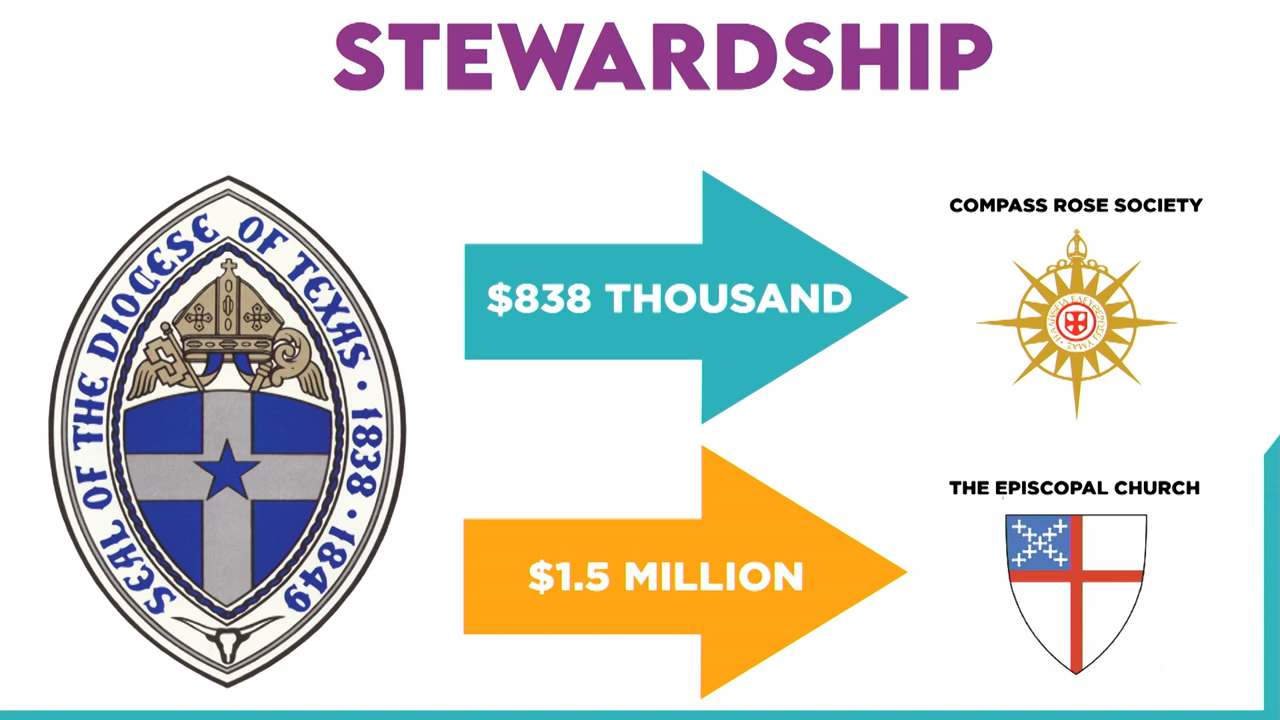 STEWARDSHIP
SEAL OF THE DIOCESE OF TEXAS · 1838 · 1849
$838 THOUSAND
COMPASS ROSE SOCIETY
$1.5 MILLION
THE EPISCOPAL CHURCH